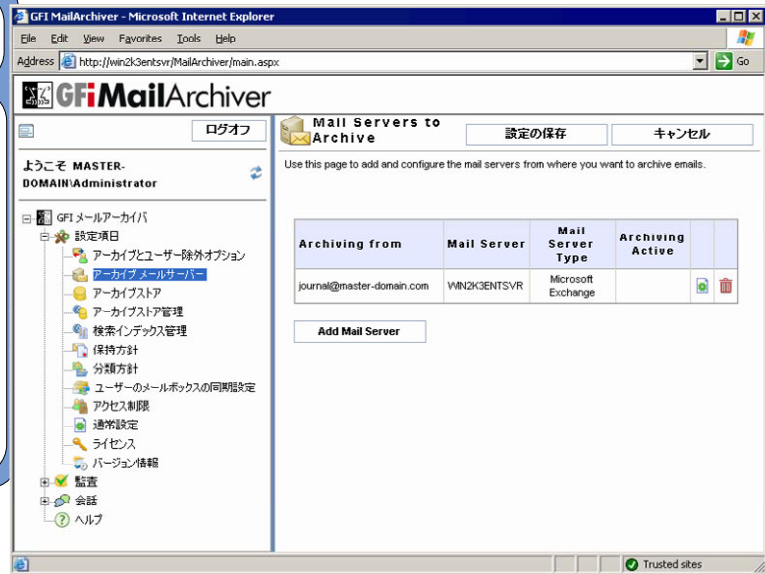 GFI MailArchiver - Microsoft Internet Explorer
File Edit View Favorites Tools Help
Address http://win2k3entsvr/MailArchiver/main.aspx Go
GFI MailArchiver
ログオフ
ようこそ MASTER-
DOMAIN\Administrator
GFI メールアーカイバ
設定項目
アーカイブとユーザー除外オプション
アーカイブ メールサーバー
アーカイブストア
アーカイブストア管理
検索インデックス管理
保持方針
分類方針
ユーザーのメールボックスの同期設定
アクセス制限
通常設定
ライセンス
バージョン情報
監査
会話
ヘルプ
Mail Servers to
Archive
設定の保存
キャンセル
Use this page to add and configure the mail servers from where you want to archive emails.
Archiving from
Mail Server
Mail
Server
Type
Archiving
Active
journal@master-domain.com
WIN2K3ENTSVR
Microsoft
Exchange
Add Mail Server
Trusted sites